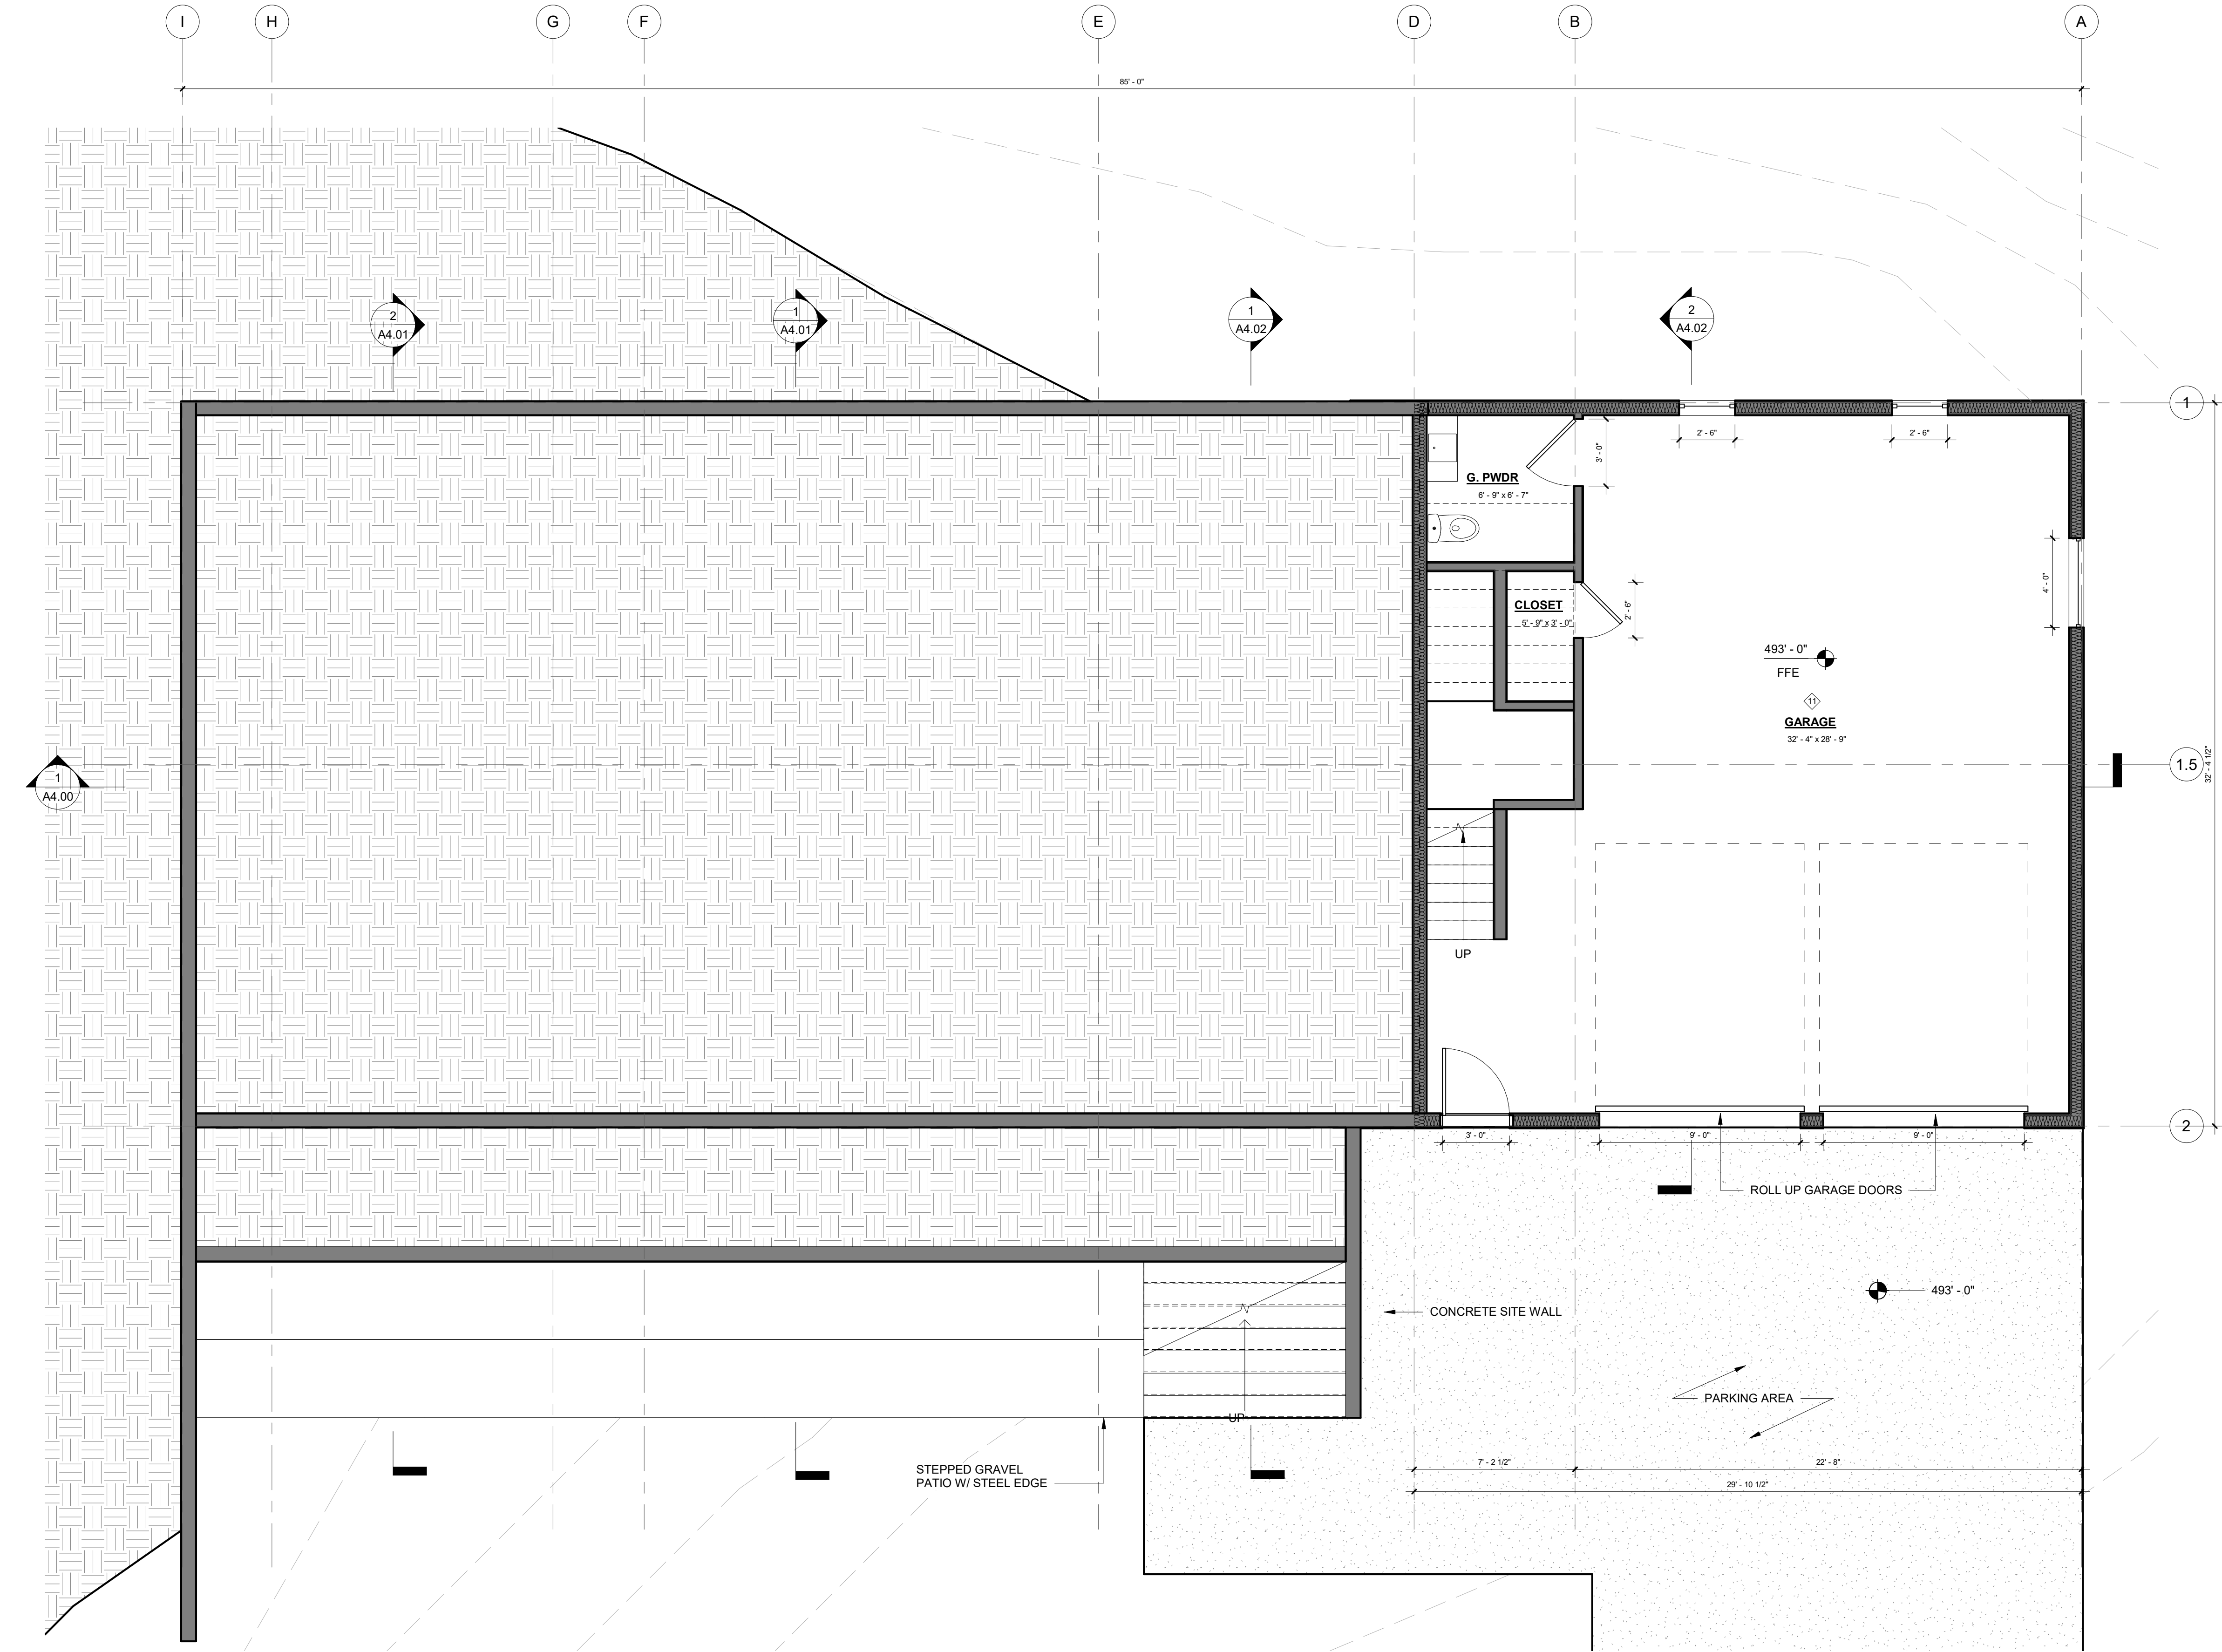 I H G F E D B A
85' - 0"
2
A4.01
1
A4.01
1
A4.02
2
A4.02
1
2' - 6"
2' - 6"
3' - 0"
G. PWDR
6' - 9" x 6' - 7"
4' - 0"
CLOSET
5' - 9" x 3' - 0"
2' - 6"
493' - 0"
FFE
11
GARAGE
32' - 4" x 28' - 9"
1.5
32' - 4 1/2"
1
A4.00
UP
2
3' - 0"
9' - 0"
9' - 0"
ROLL UP GARAGE DOORS
493' - 0"
CONCRETE SITE WALL
PARKING AREA
UP
STEPPED GRAVEL
PATIO W/ STEEL EDGE
7' - 2 1/2"
22' - 8"
29' - 10 1/2"